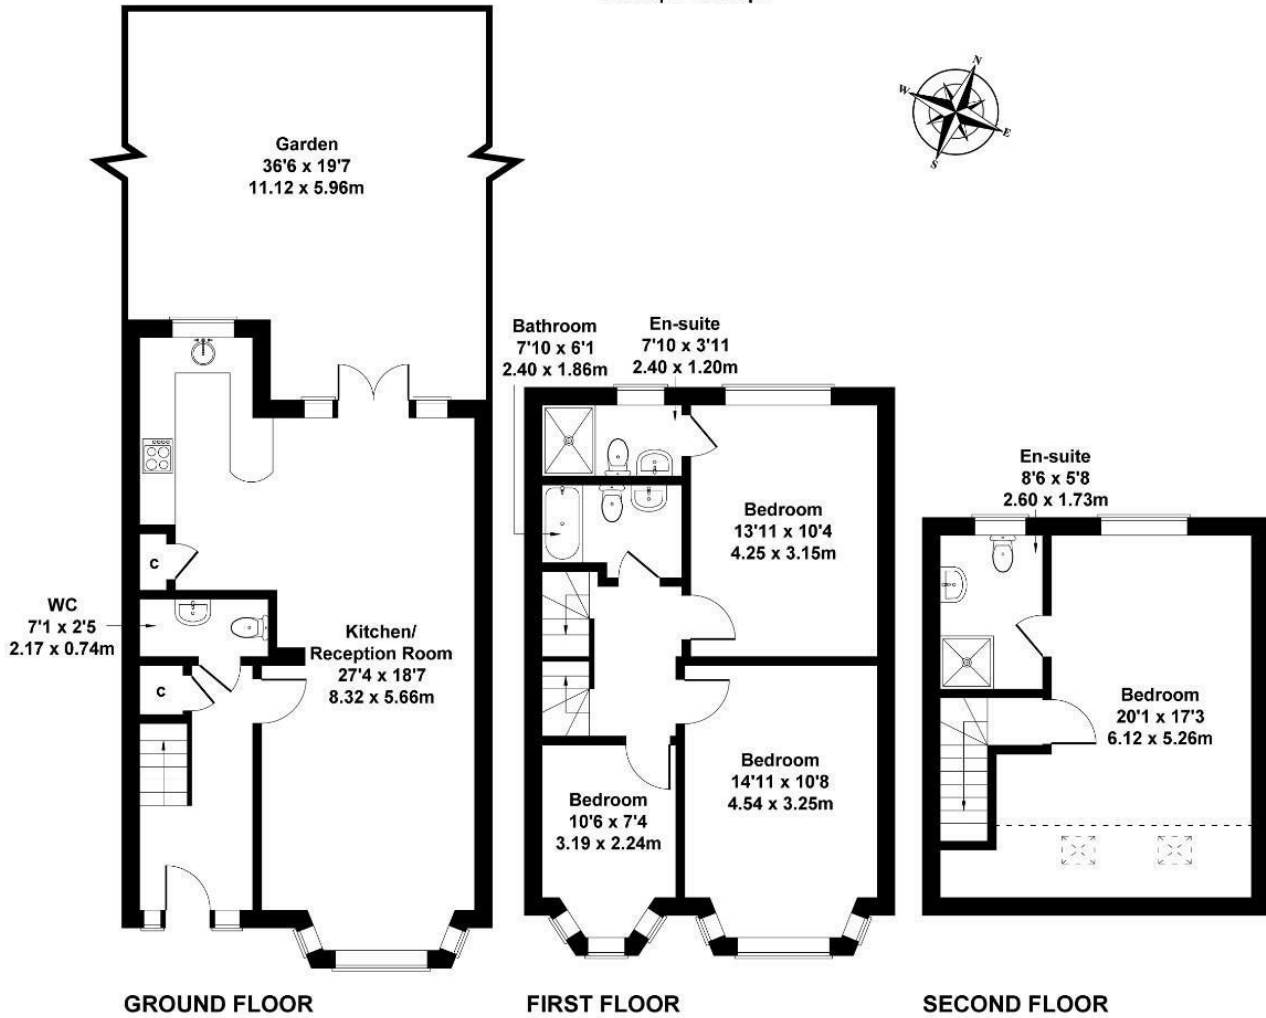 N
W
E
S
Garden
36'6 x 19'7
11.12 x 5.96m
C
WC
7'1 x 2'5
2.17 x 0.74m
C
Kitchen/
Reception Room
27'4 x 18'7
8.32 x 5.66m
GROUND FLOOR
Bathroom
7'10 x 6'1
2.40 x 1.86m
En-suite
7'10 x 3'11
2.40 x 1.20m
Bedroom
13'11 x 10'4
4.25 x 3.15m
Bedroom
14'11 x 10'8
4.54 x 3.25m
Bedroom
10'6 x 7'4
3.19 x 2.24m
FIRST FLOOR
En-suite
8'6 x 5'8
2.60 x 1.73m
Bedroom
20'1 x 17'3
6.12 x 5.26m
SECOND FLOOR